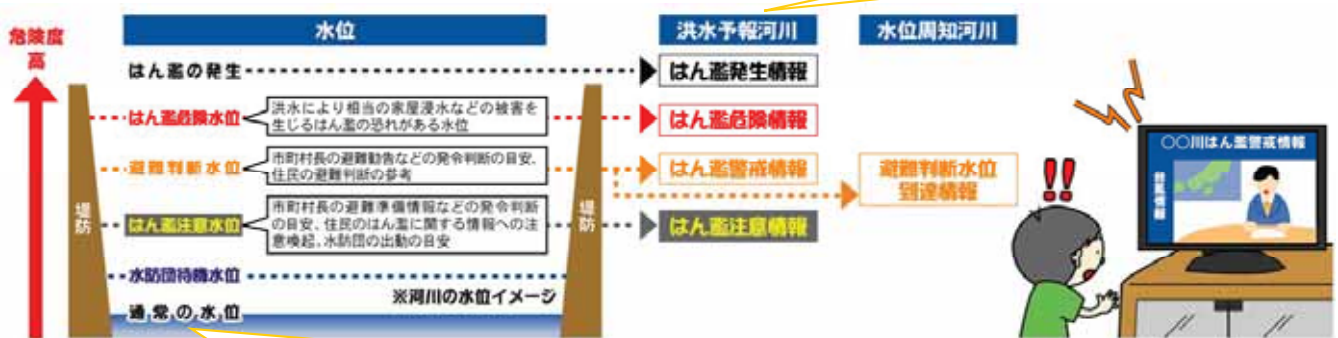 危険度
高
水位
洪水予報河川
水位周知河川
はん濫の発生
はん濫発生情報
はん濫危険水位
洪水により相当の家屋浸水などの被害を
生じるはん濫の恐れがある水位
はん濫危険情報
避難判断水位
市町村長の避難勧告などの発令判断の目安、
住民の避難判断の参考
はん濫警戒情報
避難判断水位
到達情報
はん濫注意水位
市町村長の避難準備情報などの発令判断
の目安、住民のはん濫に関する情報への注
意喚起、水防団の出動の目安
はん濫注意情報
堤防
堤防
水防団待機水位
※河川の水位イメージ
通常の水位
!!
〇〇川はん濫警戒情報
台風情報